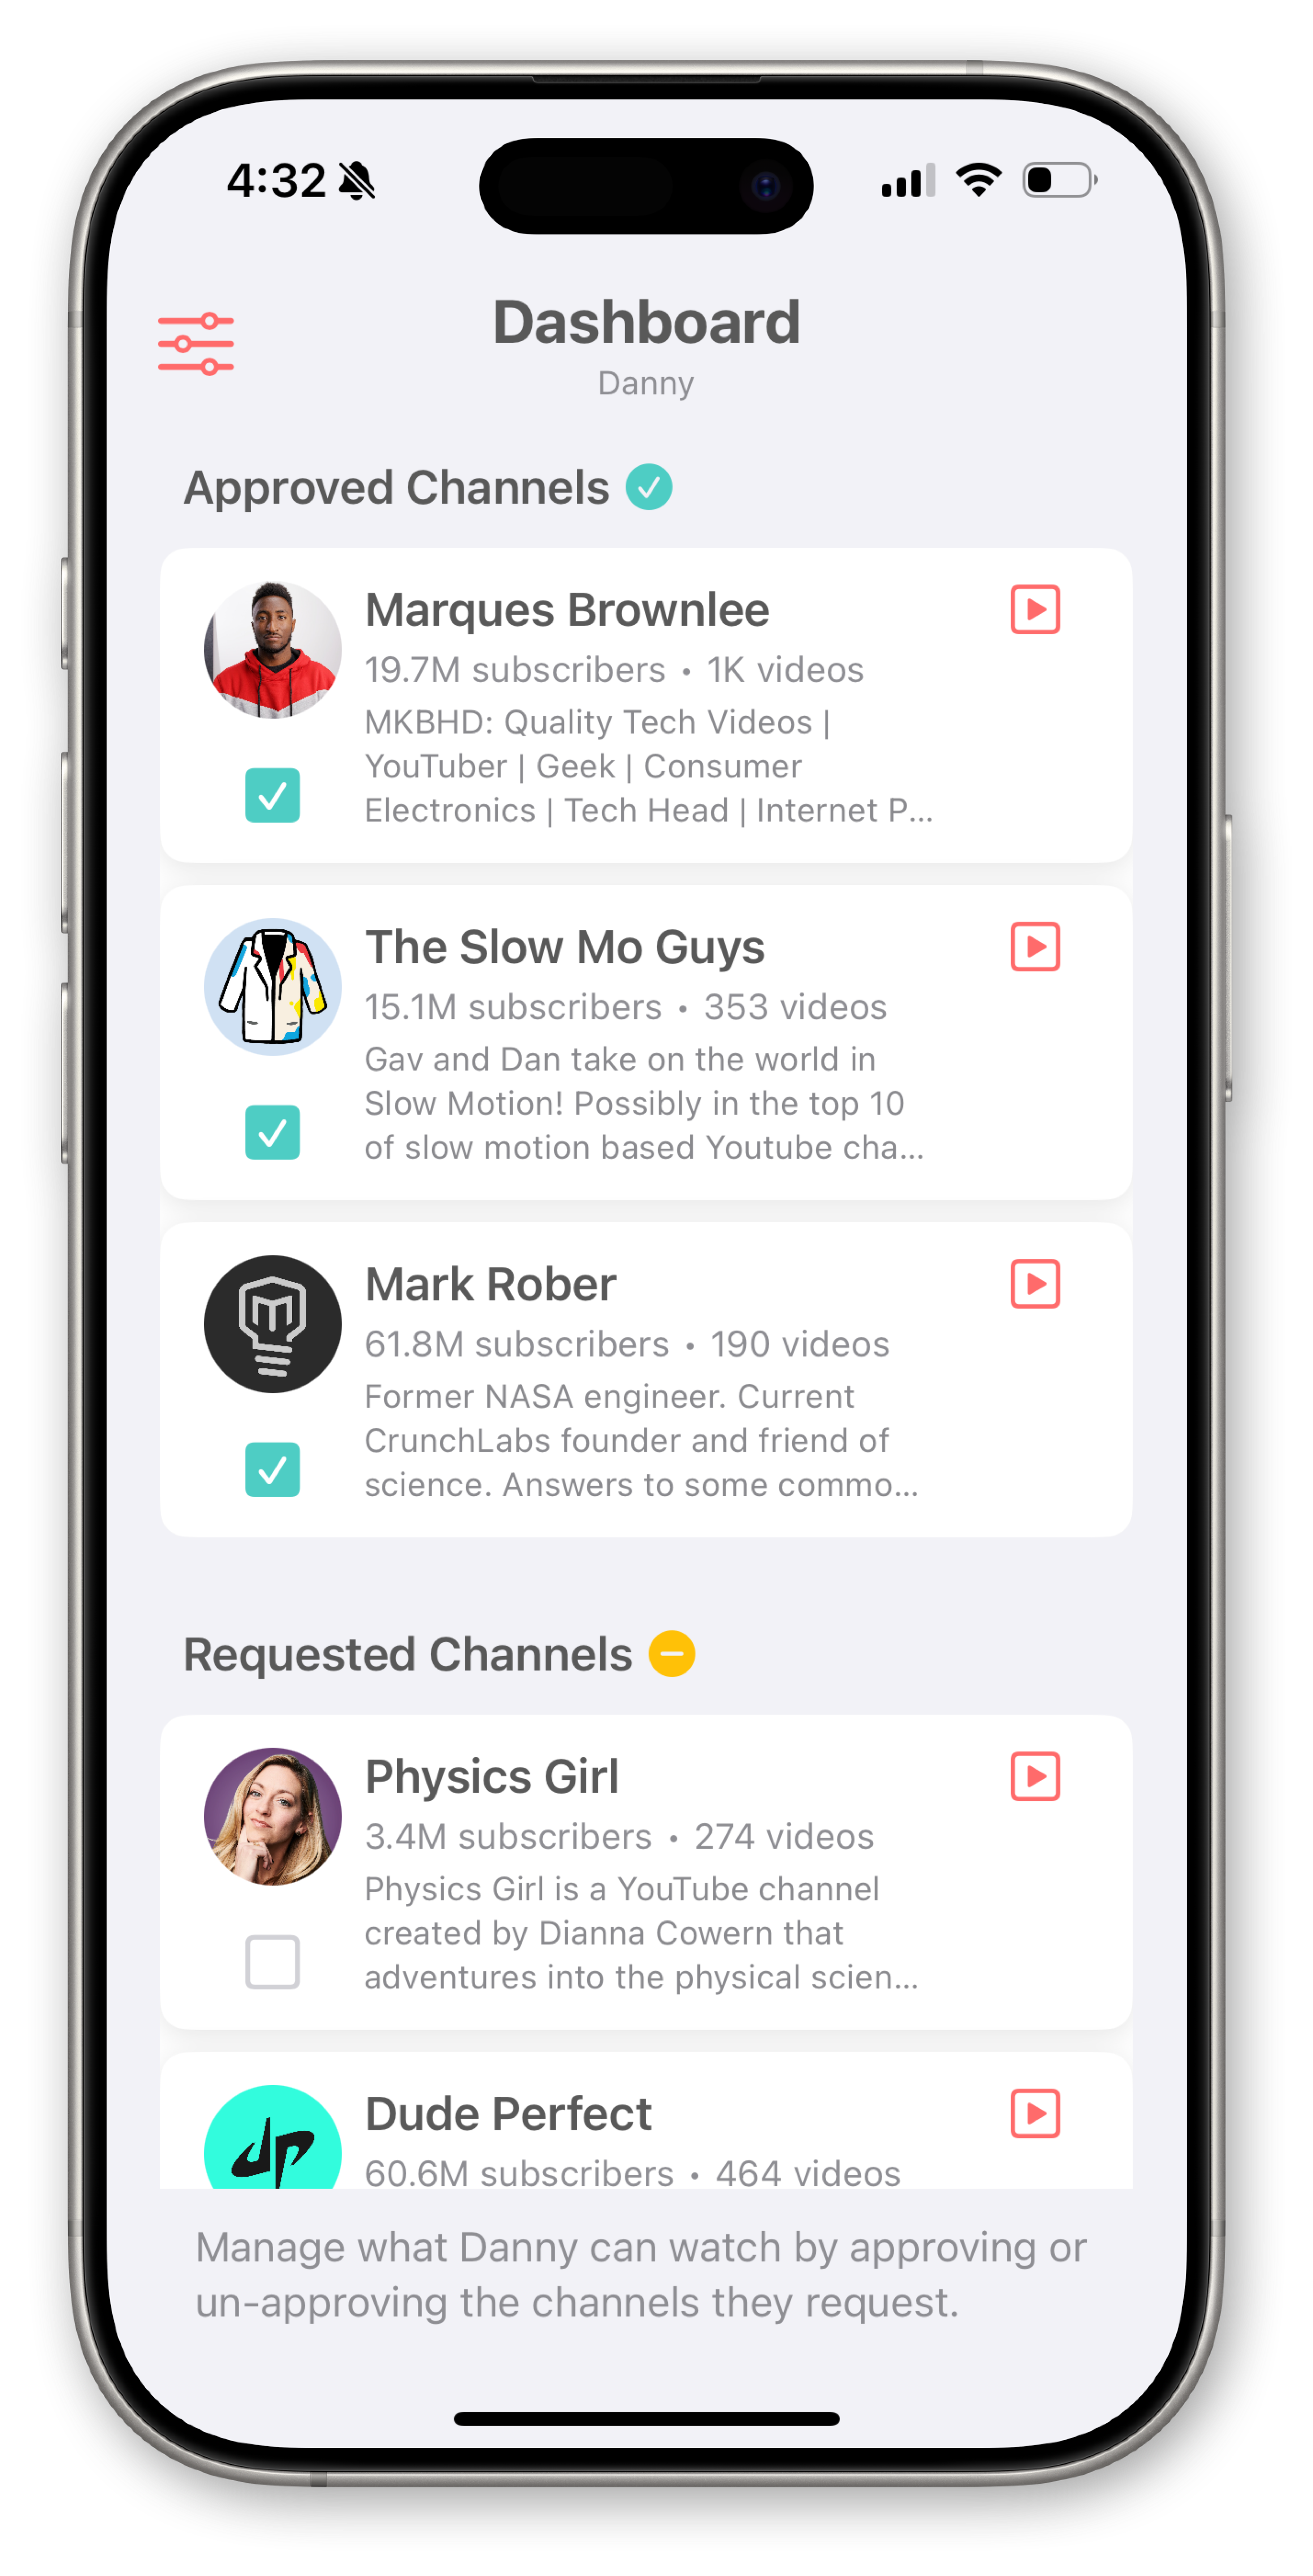 4:32
Dashboard
Danny
Approved Channels
Marques Brownlee
19.7M subscribers • 1K videos
MKBHD: Quality Tech Videos |
YouTuber | Geek | Consumer
Electronics | Tech Head | Internet P...
The Slow Mo Guys
15.1M subscribers • 353 videos
Gav and Dan take on the world in
Slow Motion! Possibly in the top 10
of slow motion based Youtube cha...
Mark Rober
61.8M subscribers • 190 videos
Former NASA engineer. Current
CrunchLabs founder and friend of
science. Answers to some commo...
Requested Channels
Physics Girl
3.4M subscribers • 274 videos
Physics Girl is a YouTube channel
created by Dianna Cowern that
adventures into the physical scien...
dp
Dude Perfect
60.6M subscribers • 464 videos
Manage what Danny can watch by approving or
un-approving the channels they request.